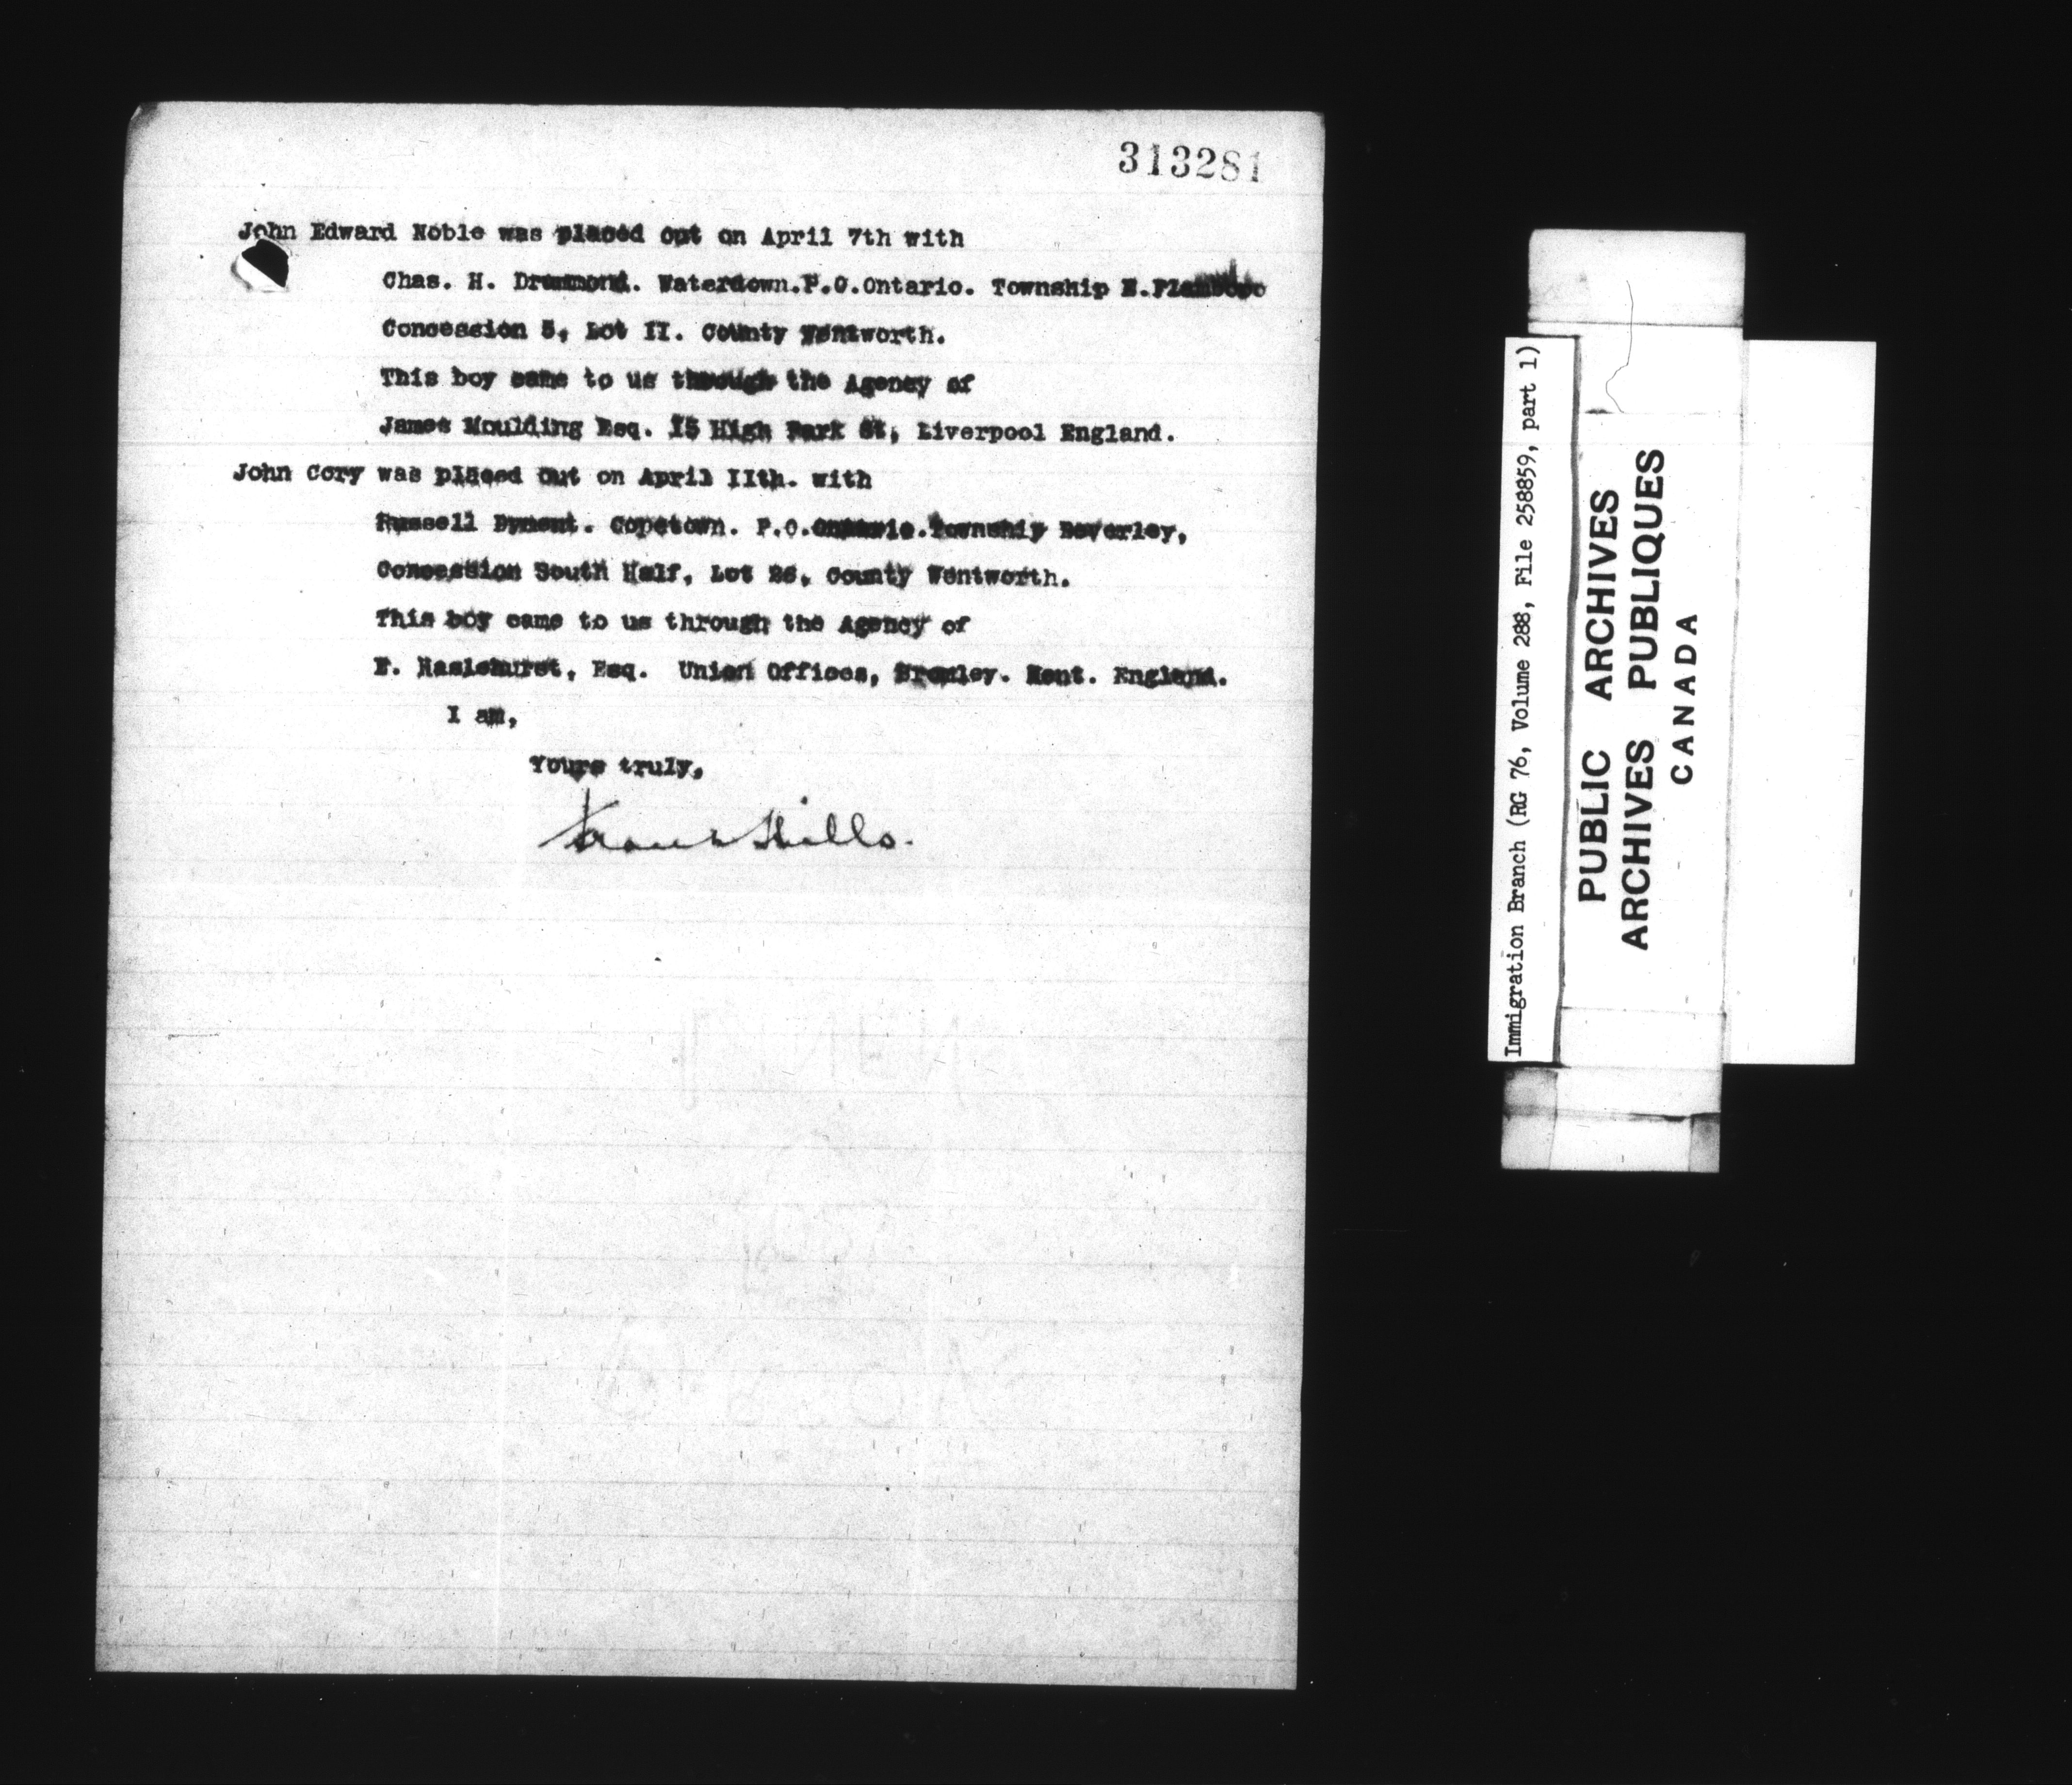 313281
John Edward Noble was placed out on April 7th with
Chas. H. Drummond. Waterdown.P.O.Ontario. Township E.Flamboro
Concession 5, Lot II. County Wentworth.
This boy came to us through the Agency of
James Moulding Esq. 15 High Park St, Liverpool England.
John Cory was placed out on April IIth. with
Russell Dyment. Copetown. P.O.Ontario.Township Beverley,
Concession South Half, Lot 26, County Wentworth.
This boy came to us through the Agency of
F. Haslehurst, Esq. Union Offices, Bromley. Kent. England.
I am,
Yours truly,
Frank Hills.
Immigration Branch (RG 76, Volume 288, File 258859, part 1)
PUBLIC ARCHIVES
ARCHIVES PUBLIQUES
CANADA